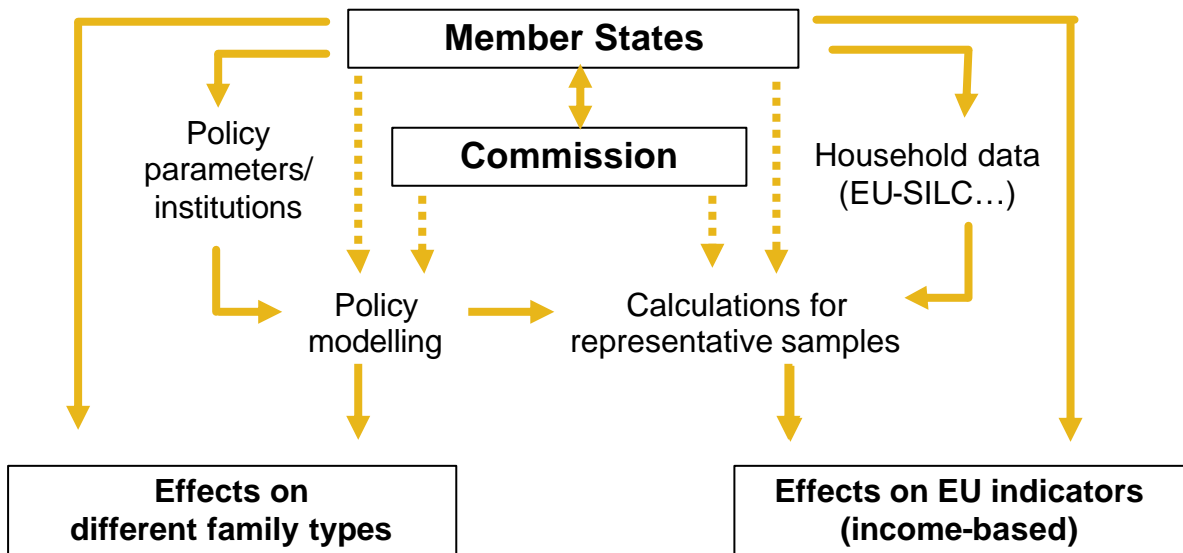 Member States
Commission
Policy
parameters/
institutions
Household data
(EU-SILC…)
Policy
modelling
Calculations for
representative samples
Effects on
different family types
Effects on EU indicators
(income-based)